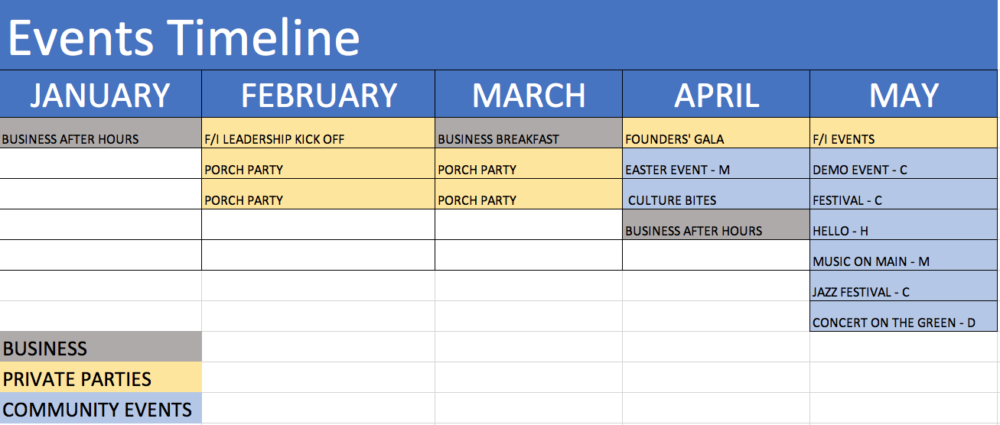 Events Timeline
JANUARY FEBRUARY MARCH APRIL MAY
BUSINESS AFTER HOURS F/I LEADERSHIP KICK OFF BUSINESS BREAKFAST FOUNDERS' GALA F/I EVENTS
PORCH PARTY PORCH PARTY EASTER EVENT - M DEMO EVENT - C
PORCH PARTY PORCH PARTY CULTURE BITES FESTIVAL - C
BUSINESS AFTER HOURS HELLO - H
MUSIC ON MAIN - M
JAZZ FESTIVAL - C
CONCERT ON THE GREEN - D
BUSINESS
PRIVATE PARTIES
COMMUNITY EVENTS